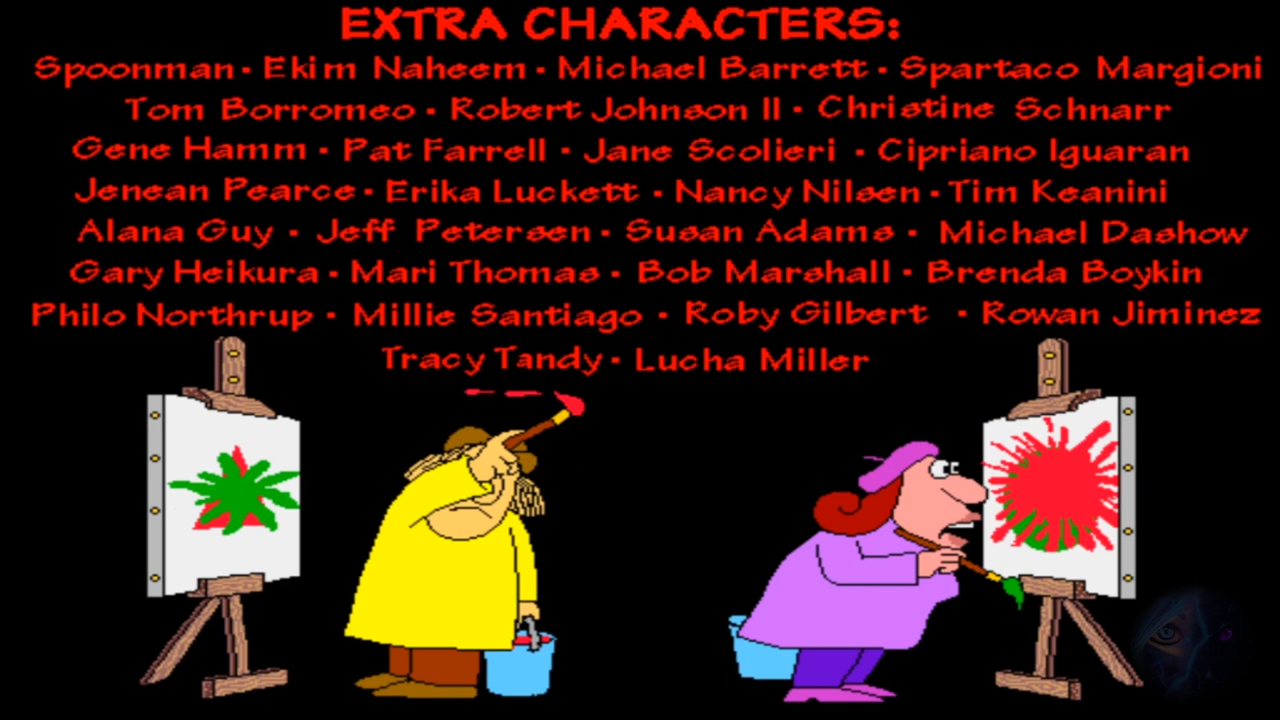 EXTRA CHARACTERS:
Spoonman • Ekim Naheem • Michael Barrett • Spartaco Margioni
Tom Borromeo • Robert Johnson II • Christine Schnarr
Gene Hamm • Pat Farrell • Jane Scolieri • Cipriano Iguaran
Jenean Pearce • Erika Luckett • Nancy Nilsen • Tim Keanini
Alana Guy • Jeff Petersen • Susan Adams • Michael Dashow
Gary Heikura • Mari Thomas • Bob Marshall • Brenda Boykin
Philo Northrup • Millie Santiago • Roby Gilbert • Rowan Jiminez
Tracy Tandy • Lucha Miller